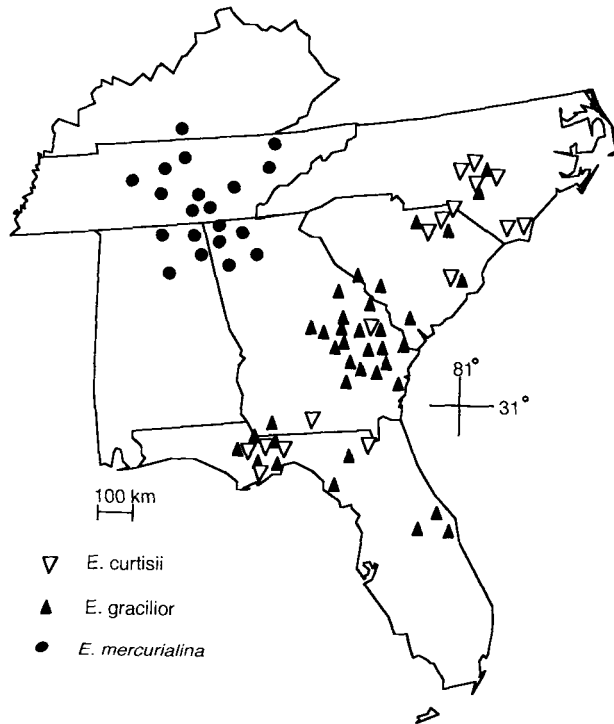 81°
31°
100 km
E. curtisii
E. gracilior
E. mercurialina